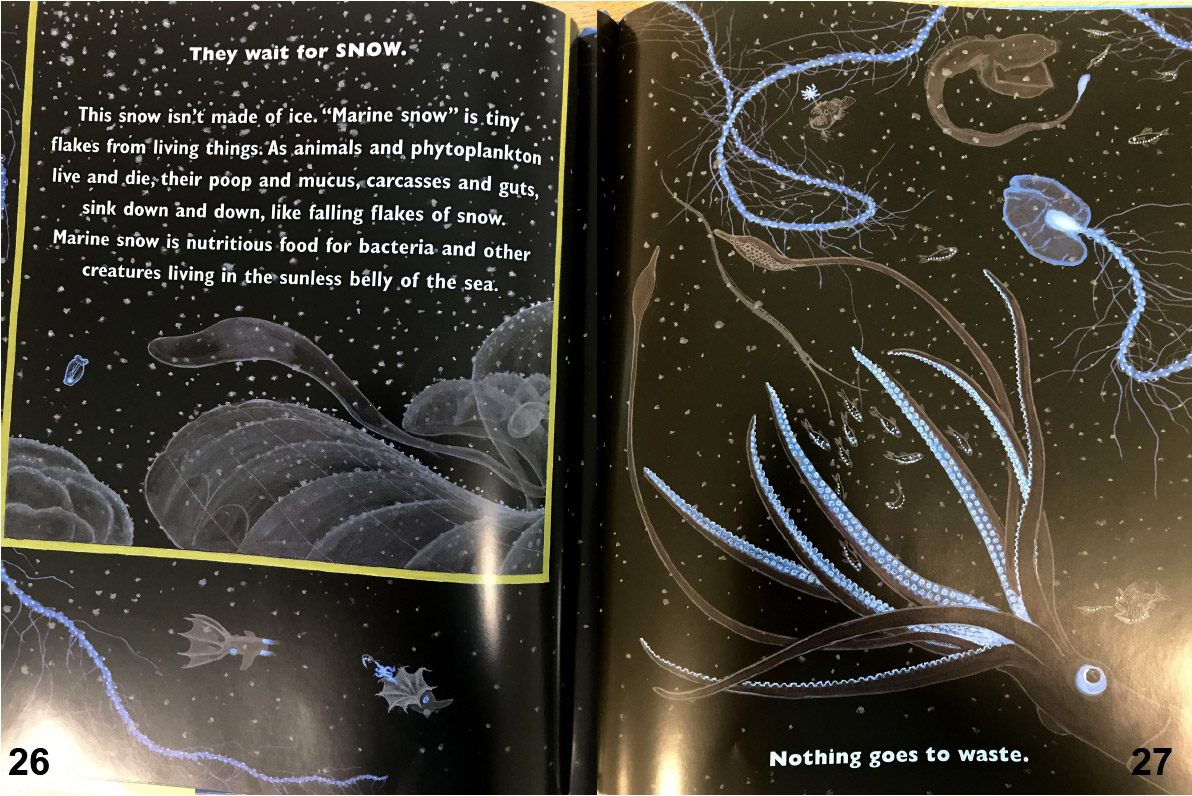 They wait for SNOW.
This snow isn't made of ice. “Marine snow” is tiny
flakes from living things. As animals and phytoplankton
live and die, their poop and mucus, carcasses and guts,
sink down and down, like falling flakes of snow.
Marine snow is nutritious food for bacteria and other
creatures living in the sunless belly of the sea.
26
Nothing goes to waste.
27